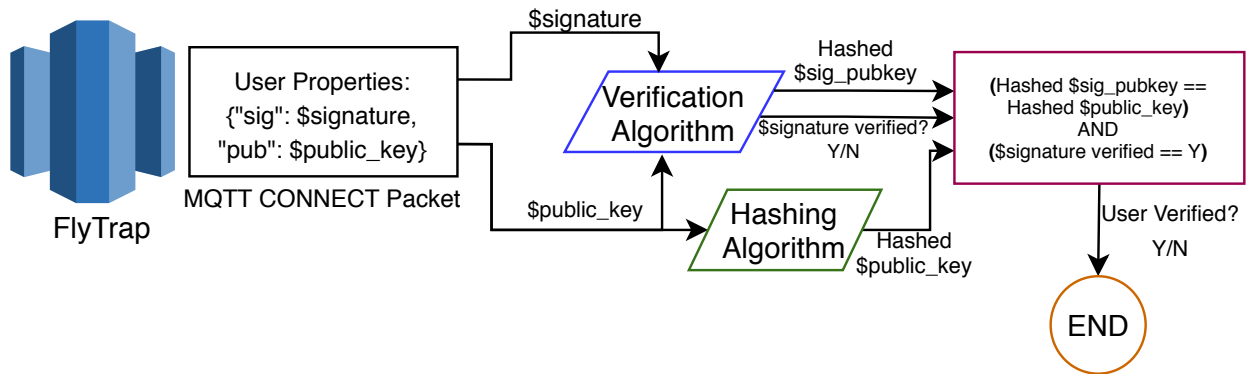 FlyTrap
User Properties:
{"sig": $signature,
"pub": $public_key}
MQTT CONNECT Packet
$signature
$public_key
Verification
Algorithm
Hashing
Algorithm
Hashed
$sig_pubkey
$signature verified?
Y/N
Hashed
$public_key
(Hashed $sig_pubkey ==
Hashed $public_key)
AND
($signature verified == Y)
User Verified?
Y/N
END